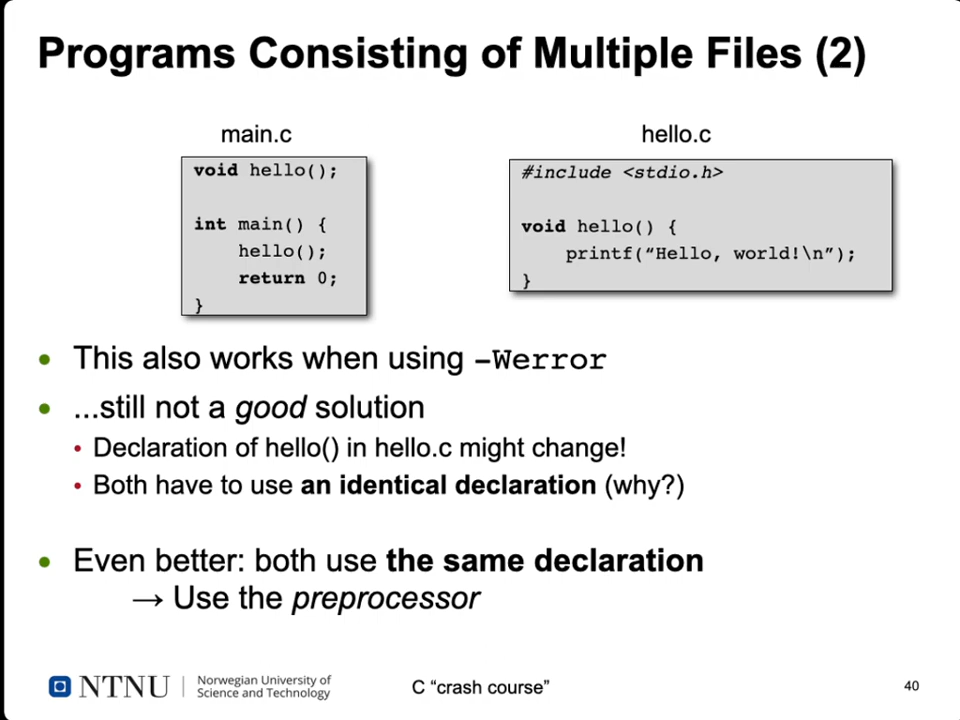 Programs Consisting of Multiple Files (2)
main.c
void hello();
int main() {
hello();
return 0;
}
hello.c
#include <stdio.h>
void hello() {
printf(“Hello, world!\n”);
}
• This also works when using –Werror
• ...still not a good solution
• Declaration of hello() in hello.c might change!
• Both have to use an identical declaration (why?)
• Even better: both use the same declaration
→ Use the preprocessor
NTNU
Norwegian University of
Science and Technology
C “crash course”
40